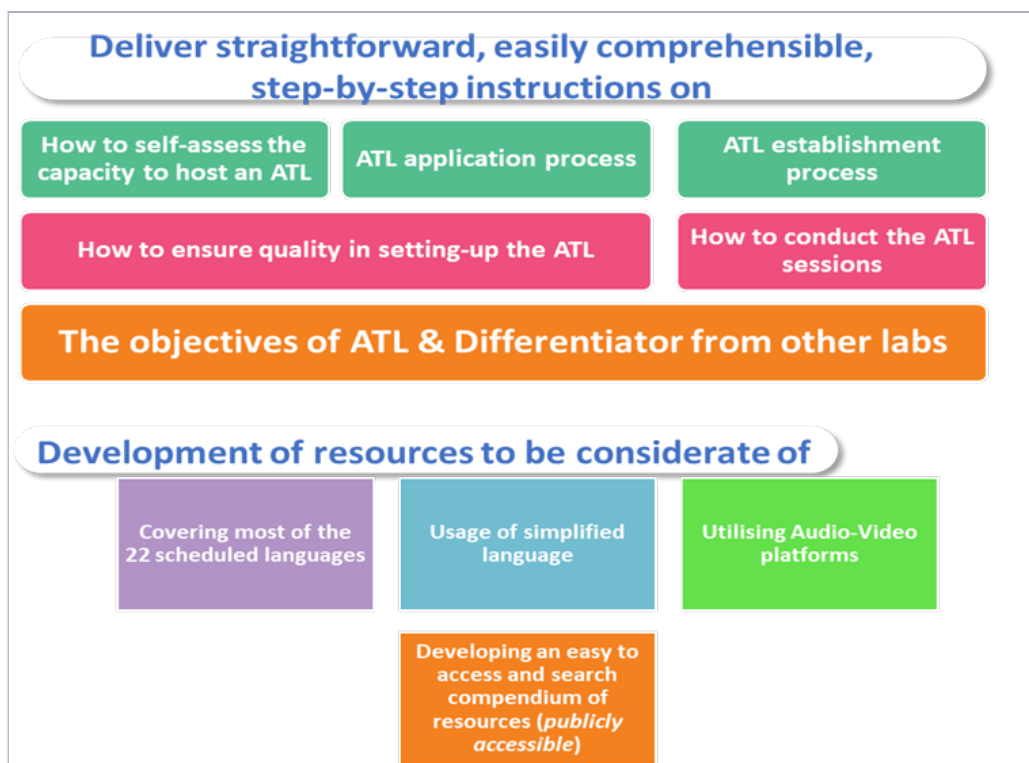 Deliver straightforward, easily comprehensible,
step-by-step instructions on
How to self-assess the
capacity to host an ATL
ATL application process
ATL establishment
process
How to ensure quality in setting-up the ATL
How to conduct the ATL
sessions
The objectives of ATL & Differentiator from other labs
Development of resources to be considerate of
Covering most of the
22 scheduled languages
Usage of simplified
language
Utilising Audio-Video
platforms
Developing an easy to
access and search
compendium of
resources (publicly
accessible)